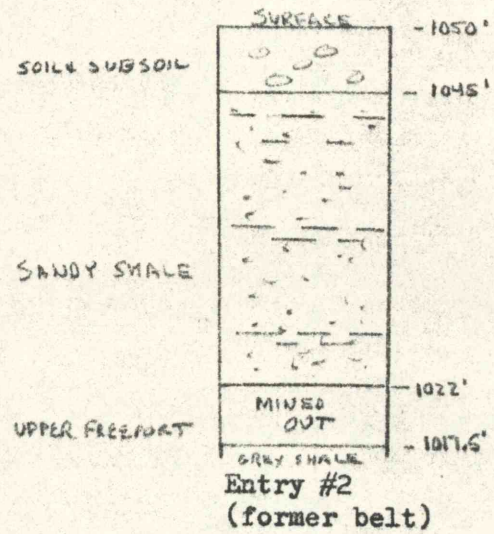 SURFACE
- 1050'
SOIL & SUBSOIL
- 1045'
SANDY SHALE
- 1022'
MINED
OUT
UPPER FREEPORT
- 1017.5'
GREY SHALE
Entry #2
(former belt)